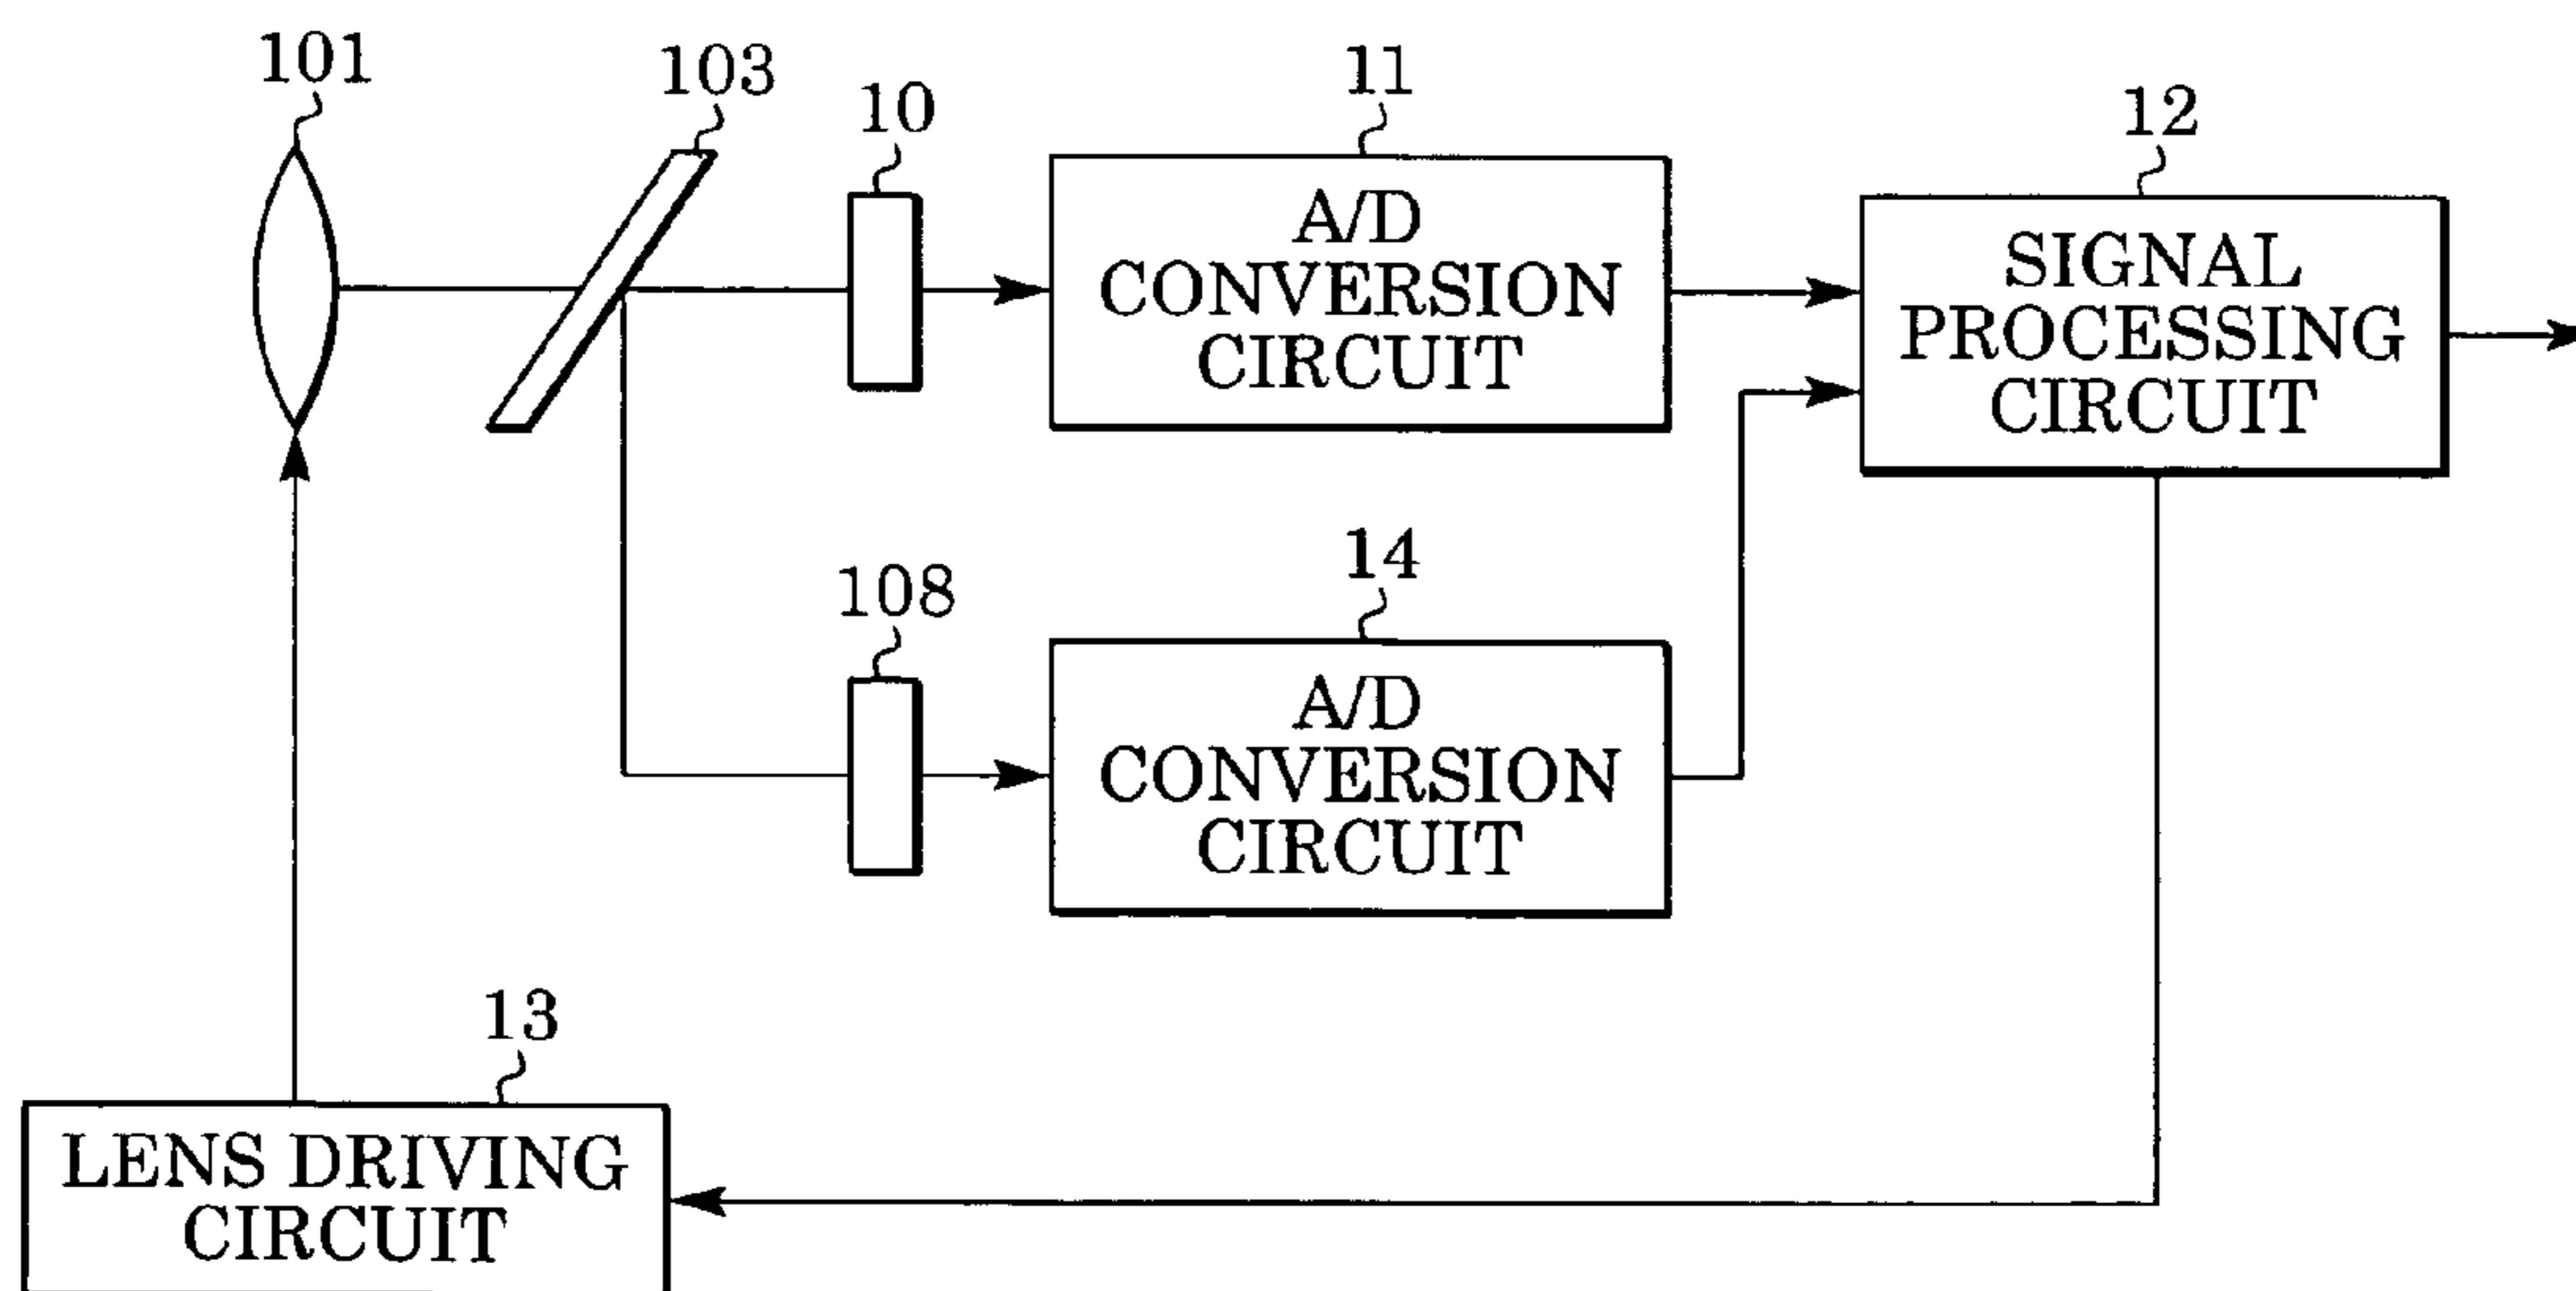 101
103
10
11
12
A/D
CONVERSION
CIRCUIT
SIGNAL
PROCESSING
CIRCUIT
108
14
A/D
CONVERSION
CIRCUIT
13
LENS DRIVING
CIRCUIT